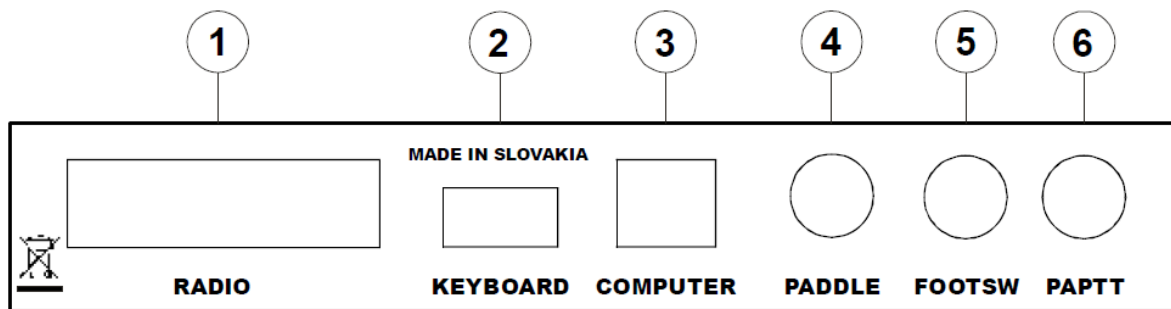 1 2 3 4 5 6
MADE IN SLOVAKIA
RADIO KEYBOARD COMPUTER PADDLE FOOTSW PAPTT